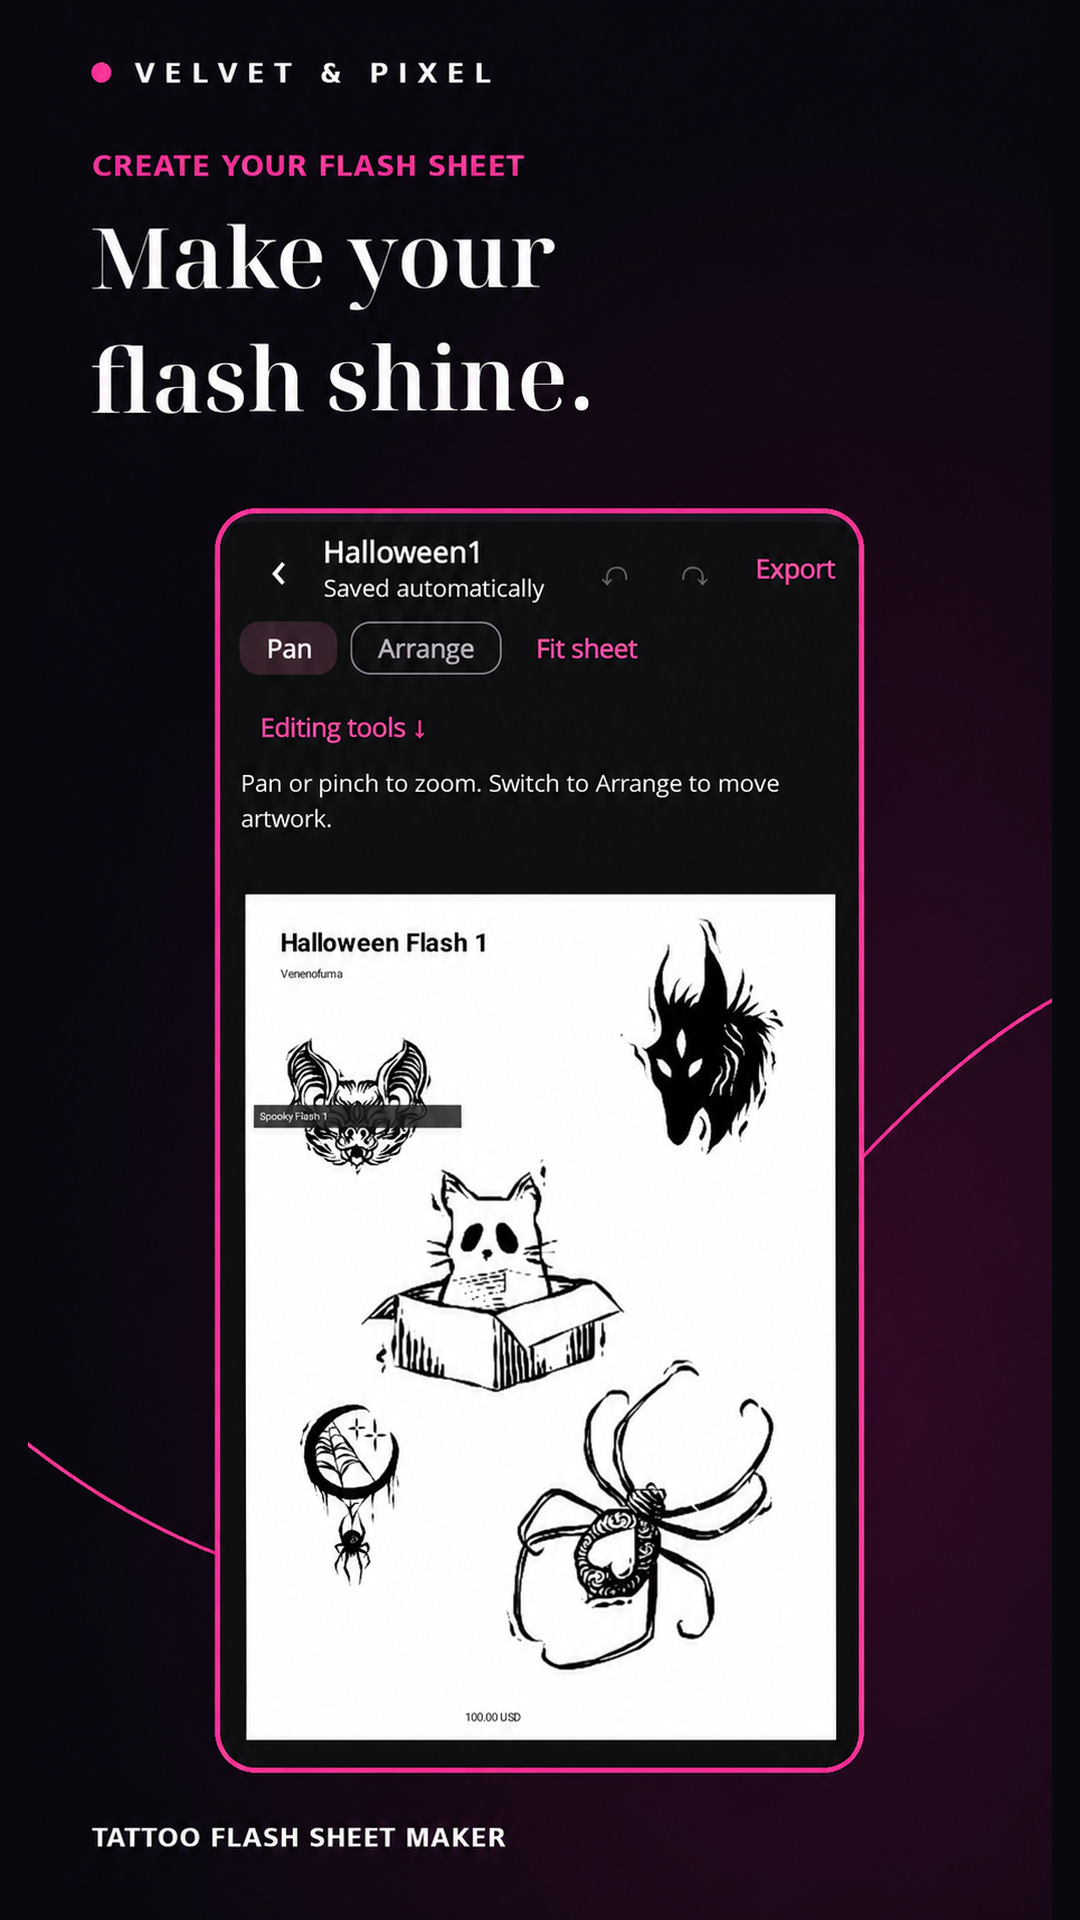 VELVET & PIXEL
CREATE YOUR FLASH SHEET
Make your
flash shine.
Halloween1
Saved automatically
Export
Pan
Arrange
Fit sheet
Editing tools ↓
Pan or pinch to zoom. Switch to Arrange to move
artwork.
Halloween Flash 1
Venenofuma
Spooky Flash 1
100.00 USD
TATTOO FLASH SHEET MAKER